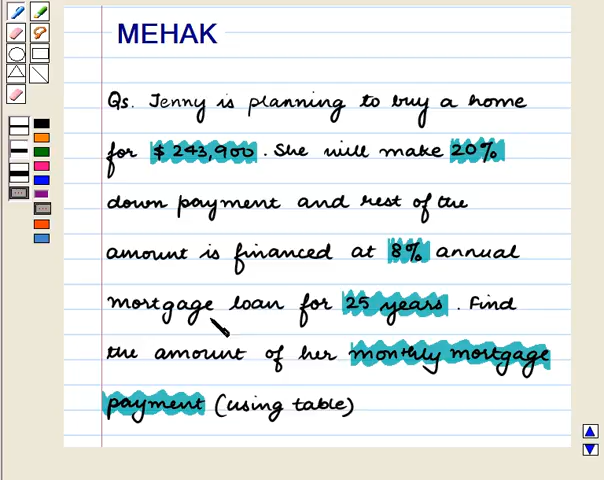 MEHAK
Qs. Jenny is planning to buy a home
for $ 243,900. She will make 20%
down payment and rest of the
amount is financed at 8% annual
mortgage loan for 25 years. Find
the amount of her monthly mortgage
payment (using table)